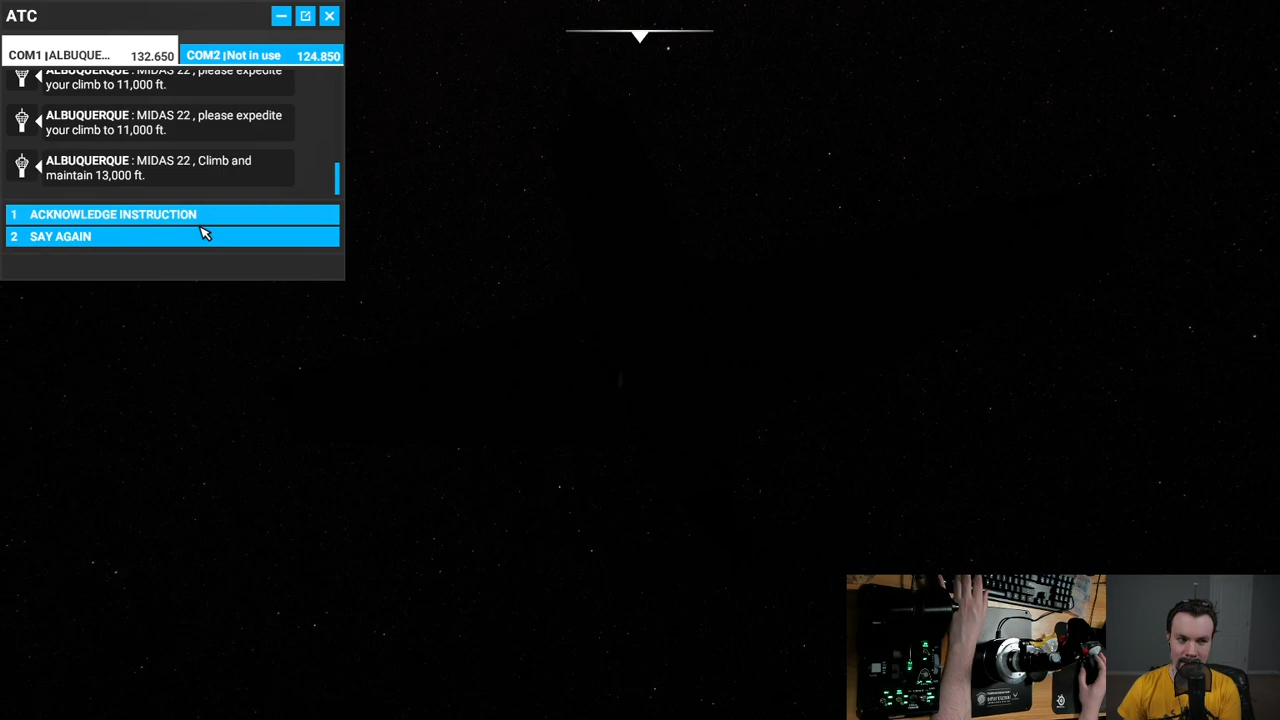 ATC
COM1 |ALBUQUE... 132.650
COM2 |Not in use 124.850
ALBUQUERQUE : MIDAS 22 , please expedite
your climb to 11,000 ft.
ALBUQUERQUE : MIDAS 22 , please expedite
your climb to 11,000 ft.
ALBUQUERQUE : MIDAS 22 , Climb and
maintain 13,000 ft.
1 ACKNOWLEDGE INSTRUCTION
2 SAY AGAIN